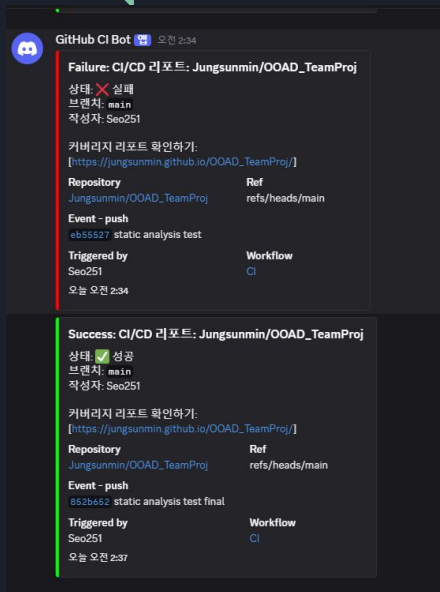 GitHub CI Bot 앱 오전 2:34
Failure: CI/CD 리포트: Jungsunmin/OOAD_TeamProj
상태: ❌ 실패
브랜치: main
작성자: Seo251
커버리지 리포트 확인하기:
[https://jungsunmin.github.io/OOAD_TeamProj/]
Repository Ref
Jungsunmin/OOAD_TeamProj refs/heads/main
Event - push
eb55527 static analysis test
Triggered by Workflow
Seo251 CI
오늘 오전 2:34
Success: CI/CD 리포트: Jungsunmin/OOAD_TeamProj
상태: ✅ 성공
브랜치: main
작성자: Seo251
커버리지 리포트 확인하기:
[https://jungsunmin.github.io/OOAD_TeamProj/]
Repository Ref
Jungsunmin/OOAD_TeamProj refs/heads/main
Event - push
852b652 static analysis test final
Triggered by Workflow
Seo251 CI
오늘 오전 2:37